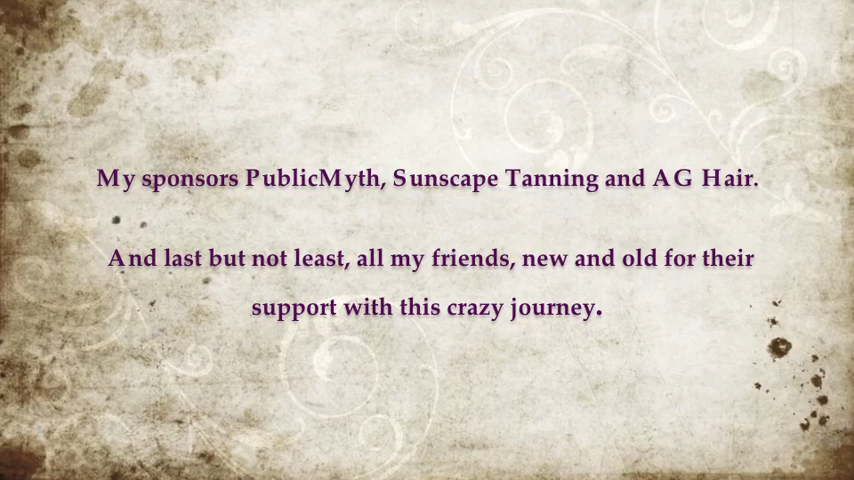 My sponsors PublicMyth, Sunscape Tanning and AG Hair.
And last but not least, all my friends, new and old for their
support with this crazy journey.